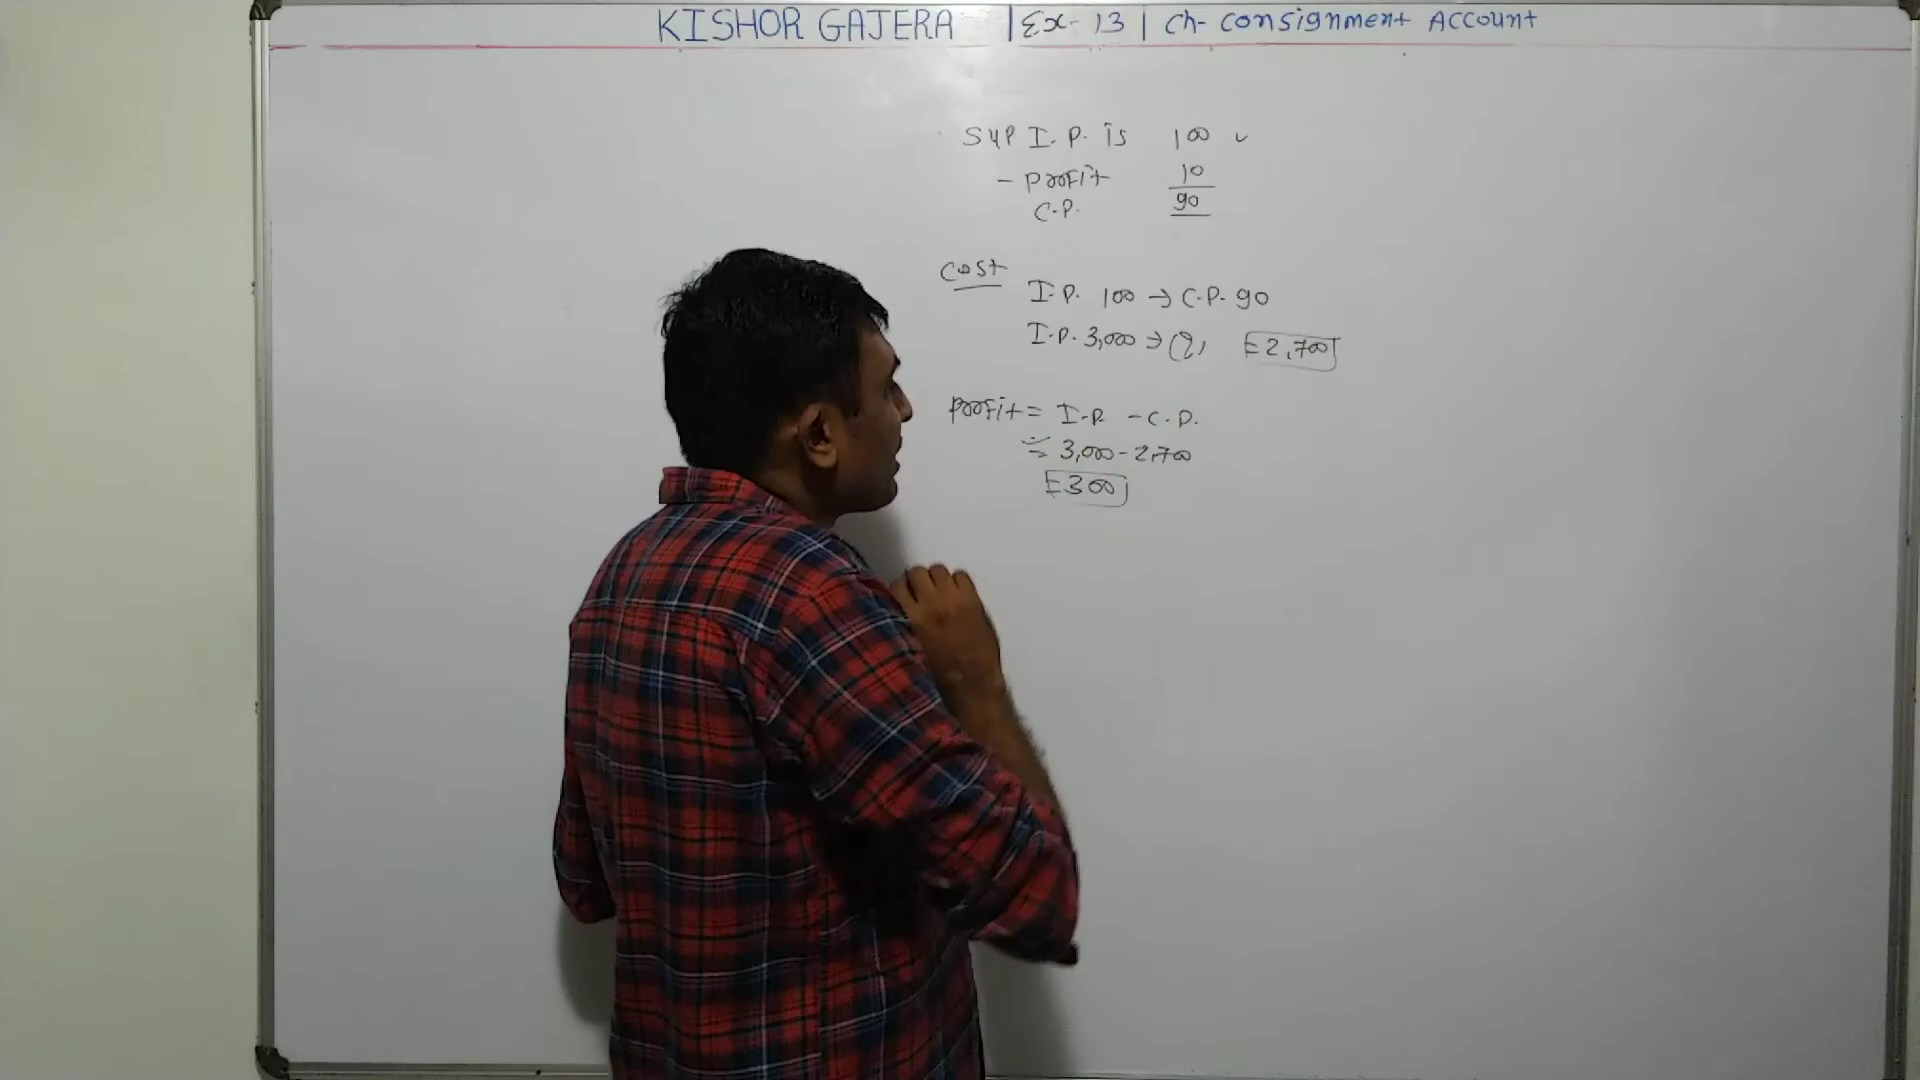 KISHOR GAJERA | Ex-13 | Ch- Consignment Account
Sup I.P. is 100
- Profit 10
C.P. 90
Cost
I.P. 100 → C.P. 90
I.P. 3,000 → (?) = 2,700
Profit = I.P. - C.P.
= 3,000 - 2,700
= 300